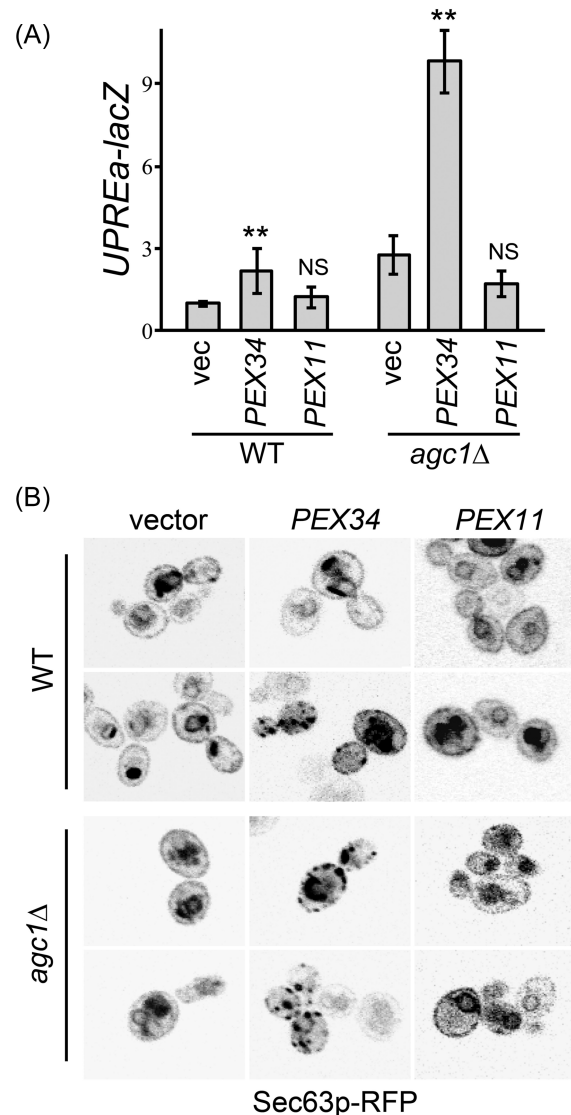 (A)
UPREa-lacZ
9
6
3
0
**
NS
**
NS
vec
PEX34
PEX11
vec
PEX34
PEX11
WT
agc1Δ
(B)
vector PEX34 PEX11
WT
agc1Δ
Sec63p-RFP